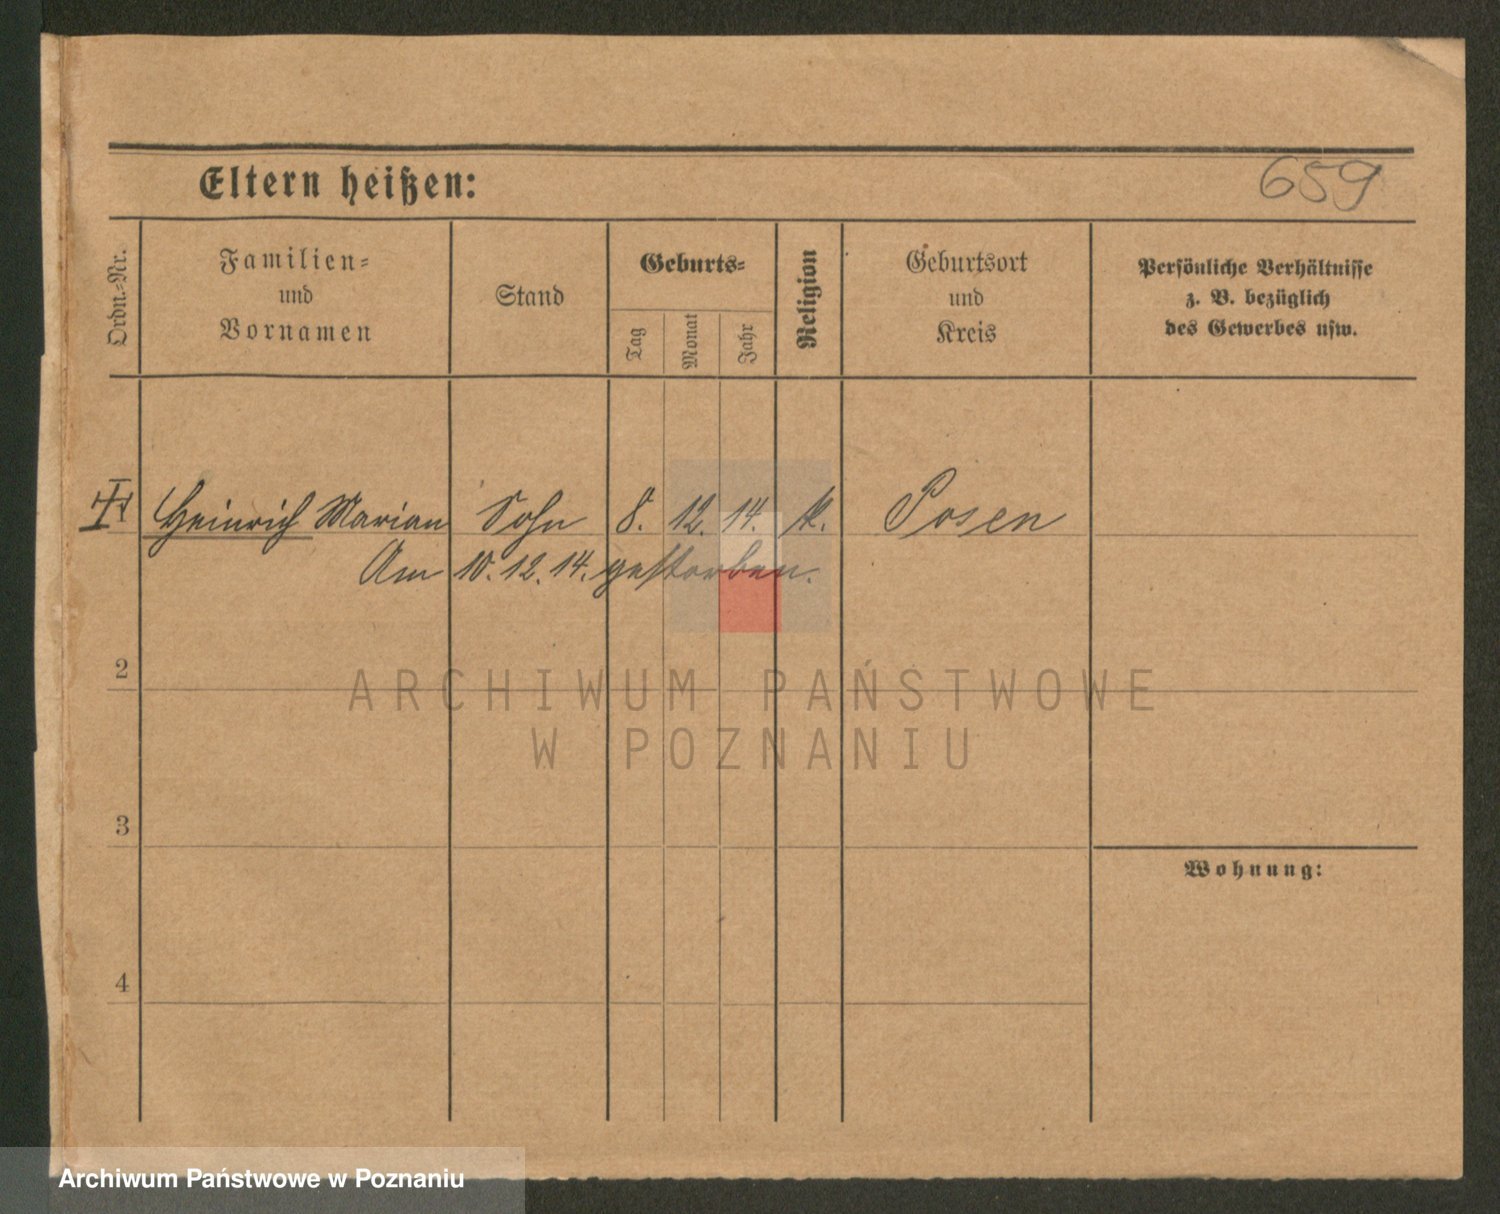 659
Eltern heißen:
Ordn.-Nr.
Familien-
und
Vornamen
Stand
Geburts-
Tag
Monat
Jahr
Religion
Geburtsort
und
Kreis
Persönliche Verhältnisse
z. B. bezüglich
des Gewerbes usw.
Heinrich Marian Sohn 8. 12. 14. k. Posen
Am 10. 12. 14. gestorben.
2
ARCHIWUM PAŃSTWOWE
W POZNANIU
3
Wohnung:
4
Archiwum Państwowe w Poznaniu